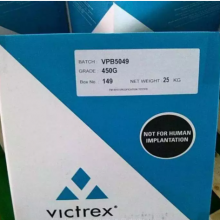 BATCH VPB5049
GRADE 450G
Box No 149 NET WEIGHT 25 KG
NOT FOR HUMAN
IMPLANTATION
victrex